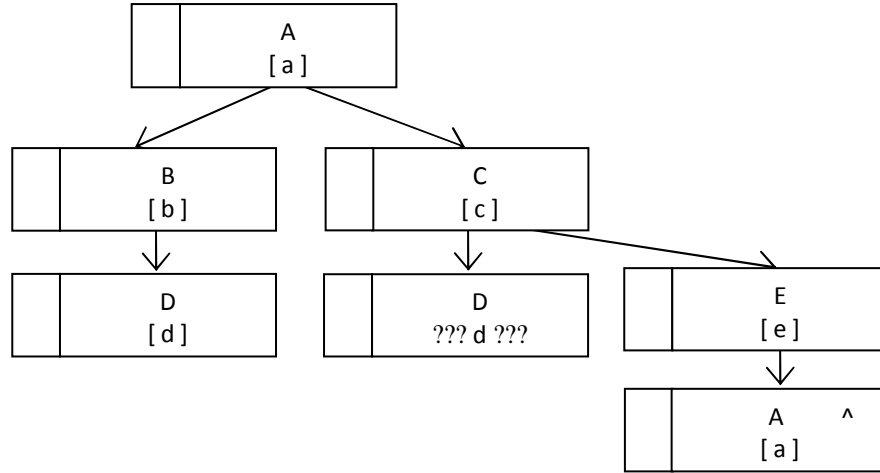 A
[ a ]
B
[ b ]
C
[ c ]
D
[ d ]
D
??? d ???
E
[ e ]
A ^
[ a ]